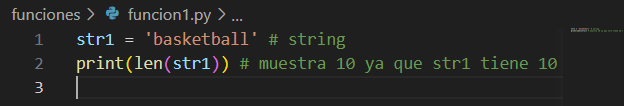 funciones > funcion1.py > ...
1 str1 = 'basketball' # string
2 print(len(str1)) # muestra 10 ya que str1 tiene 10
3